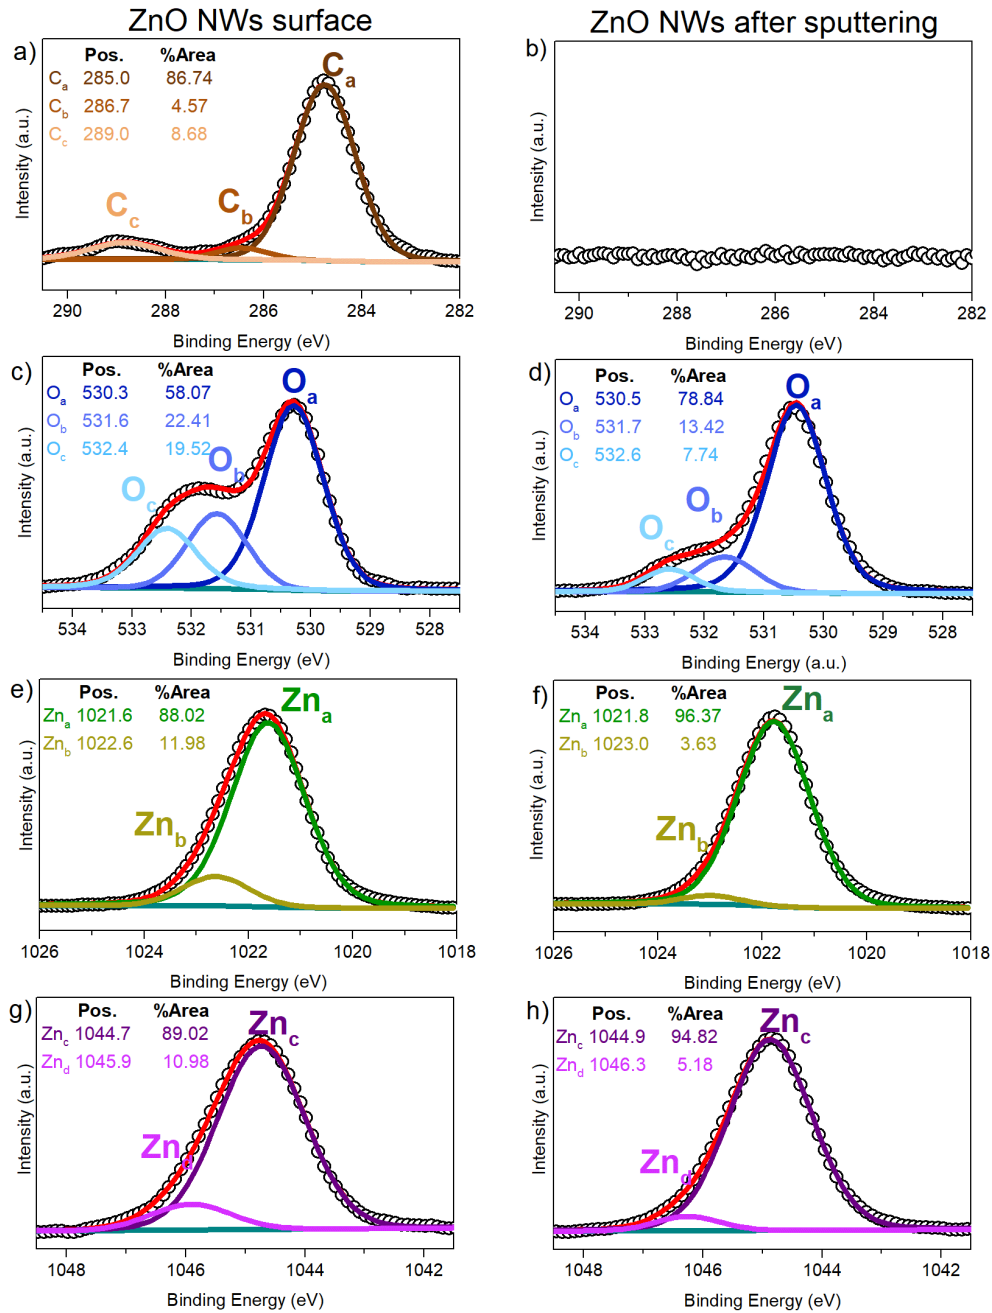 ZnO NWs surface
ZnO NWs after sputtering
a)
Pos. %Area
Ca 285.0 86.74
Cb 286.7 4.57
Cc 289.0 8.68
Ca
Cb
Cc
Intensity (a.u.)
290 288 286 284 282
Binding Energy (eV)
b)
Intensity (a.u.)
290 288 286 284 282
Binding Energy (eV)
c)
Pos. %Area
Oa 530.3 58.07
Ob 531.6 22.41
Oc 532.4 19.52
Oa
Ob
Oc
Intensity (a.u.)
534 533 532 531 530 529 528
Binding Energy (eV)
d)
Pos. %Area
Oa 530.5 78.84
Ob 531.7 13.42
Oc 532.6 7.74
Oa
Ob
Oc
Intensity (a.u.)
534 533 532 531 530 529 528
Binding Energy (a.u.)
e)
Pos. %Area
Zna 1021.6 88.02
Znb 1022.6 11.98
Zna
Znb
Intensity (a.u.)
1026 1024 1022 1020 1018
Binding Energy (eV)
f)
Pos. %Area
Zna 1021.8 96.37
Znb 1023.0 3.63
Zna
Znb
Intensity (a.u.)
1026 1024 1022 1020 1018
Binding Energy (eV)
g)
Pos. %Area
Znc 1044.7 89.02
Znd 1045.9 10.98
Znc
Znd
Intensity (a.u.)
1048 1046 1044 1042
Binding Energy (eV)
h)
Pos. %Area
Znc 1044.9 94.82
Znd 1046.3 5.18
Znc
Znd
Intensity (a.u.)
1048 1046 1044 1042
Binding Energy (eV)